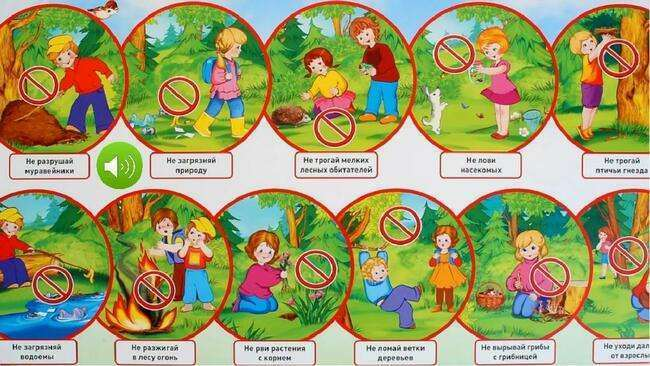 Не разрушай
муравейники
Не загрязняй
природу
Не трогай мелких
лесных обитателей
Не лови
насекомых
Не трогай
птичьи гнезда
Не загрязняй
водоемы
Не разжигай
в лесу огонь
Не рви растения
с корнем
Не ломай ветки
деревьев
Не вырывай грибы
с грибницей
Не уходи дал
от взрослы